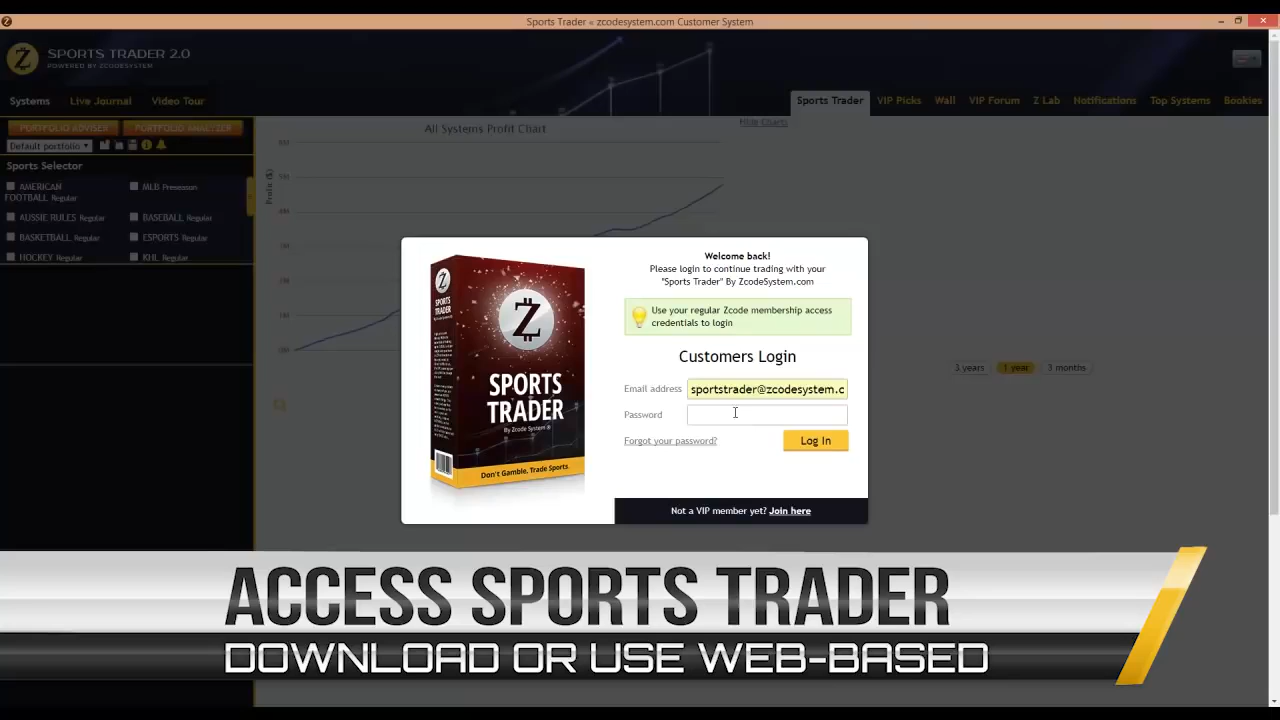 Sports Trader « zcodesystem.com Customer System
SPORTS TRADER 2.0
POWERED BY ZCODESYSTEM
Systems
Live Journal
Video Tour
Sports Trader
VIP Picks
Wall
VIP Forum
Z Lab
Notifications
Top Systems
Bookies
PORTFOLIO ADVISER
PORTFOLIO ANALYZER
Default portfolio
Sports Selector
AMERICAN
FOOTBALL Regular
MLB Preseason
AUSSIE RULES Regular
BASEBALL Regular
BASKETBALL Regular
ESPORTS Regular
HOCKEY Regular
KHL Regular
All Systems Profit Chart
Hide Charts
Profit (%)
3 years
1 year
3 months
SPORTS
TRADER
By Zcode System ®
SPORTS
TRADER
By Zcode System ®
Don't Gamble. Trade Sports.
Welcome back!
Please login to continue trading with your
"Sports Trader" By ZcodeSystem.com
Use your regular Zcode membership access
credentials to login
Customers Login
Email address
sportstrader@zcodesystem.c
Password
Forgot your password?
Log In
Not a VIP member yet? Join here
ACCESS SPORTS TRADER
DOWNLOAD OR USE WEB-BASED